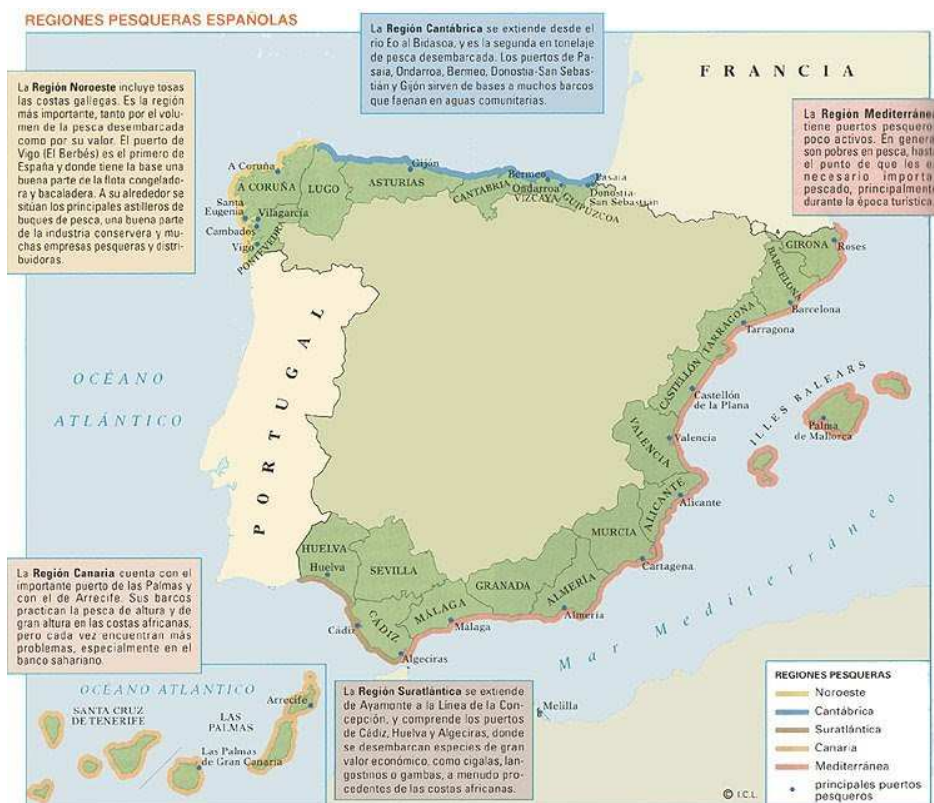 REGIONES PESQUERAS ESPAÑOLAS
La Región Cantábrica se extiende desde el
río Eo al Bidasoa, y es la segunda en tonelaje
de pesca desembarcada. Los puertos de Pa-
saia, Ondarroa, Bermeo, Donostia-San Sebas-
tián y Gijón sirven de bases a muchos barcos
que faenan en aguas comunitarias.
La Región Noroeste incluye tosas
las costas gallegas. Es la región
más importante, tanto por el volu-
men de la pesca desembarcada
como por su valor. El puerto de
Vigo (El Berbés) es el primero de
España y donde tiene la base una
buena parte de la flota congelado-
ra y bacaladera. A su alrededor se
sitúan los principales astilleros de
buques de pesca, una buena parte
de la industria conservera y mu-
chas empresas pesqueras y distri-
buidoras.
FRANCIA
La Región Mediterránea
tiene puertos pesquero
poco activos. En genera
son pobres en pesca, hast
el punto de que les e
necesario importa
pescado, principalment
durante la época turística.
A Coruña
A CORUÑA
LUGO
ASTURIAS
Gijón
CANTABRIA
Bermeo
Ondarroa
VIZCAYA
GUIPUZCOA
Pasaia
Donostia-
San Sebastián
Santa
Eugenia
Vilagarcía
Cambados
Vigo
PONTEVEDRA
GIRONA
Roses
BARCELONA
Barcelona
TARRAGONA
Tarragona
CASTELLÓN
Castellón
de la Plana
ILLES BALEARS
Palma
de Mallorca
VALENCIA
Valencia
ALICANTE
Alicante
MURCIA
Cartagena
OCÉANO
ATLÁNTICO
PORTUGAL
HUELVA
Huelva
SEVILLA
CÁDIZ
Cádiz
Algeciras
MÁLAGA
Málaga
GRANADA
ALMERÍA
Almería
Mar Mediterráneo
Melilla
La Región Canaria cuenta con el
importante puerto de las Palmas y
con el de Arrecife. Sus barcos
practican la pesca de altura y de
gran altura en las costas africanas,
pero cada vez encuentran más
problemas, especialmente en el
banco sahariano.
OCÉANO ATLÁNTICO
SANTA CRUZ
DE TENERIFE
LAS
PALMAS
Arrecife
Las Palmas
de Gran Canaria
La Región Suratlántica se extiende
de Ayamonte a la Línea de la Con-
cepción, y comprende los puertos
de Cádiz, Huelva y Algeciras, donde
se desembarcan especies de gran
valor económico, como cigalas, lan-
gostinos o gambas, a menudo pro-
cedentes de las costas africanas.
REGIONES PESQUERAS
Noroeste
Cantábrica
Suratlántica
Canaria
Mediterránea
principales puertos
pesqueros
© I.C.L.